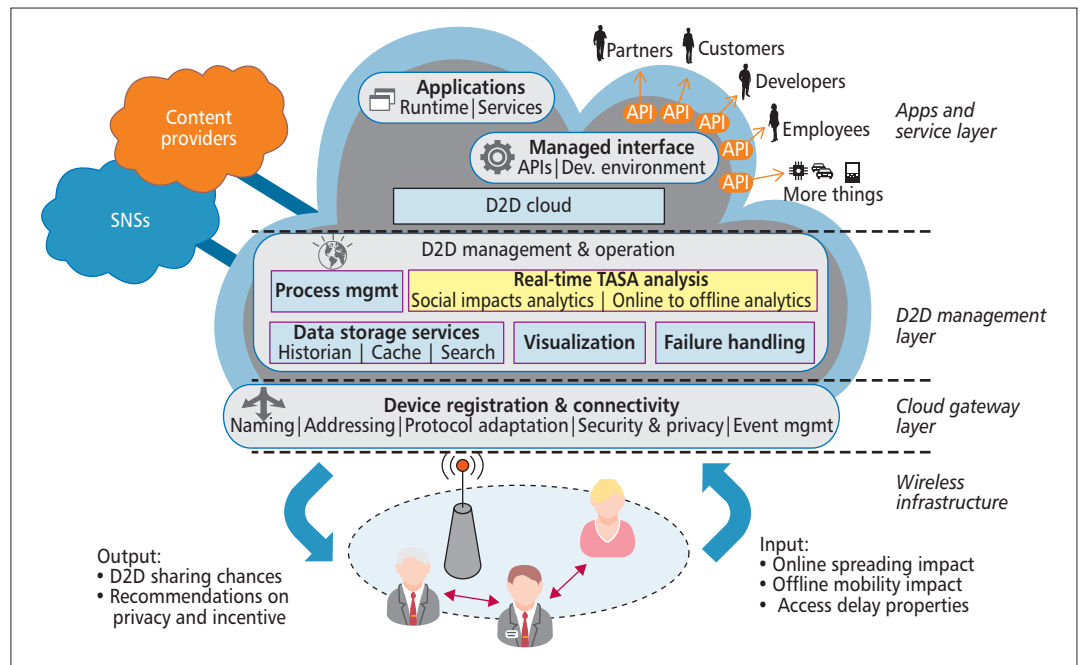 Partners
Customers
Developers
Employees
More things
API
API
API
API
API
Apps and
service layer
Content
providers
SNSs
Applications
Runtime|Services
Managed interface
APIs|Dev. environment
D2D cloud
D2D management & operation
Process mgmt
Real-time TASA analysis
Social impacts analytics | Online to offline analytics
Data storage services
Historian | Cache | Search
Visualization
Failure handling
D2D management
layer
Device registration & connectivity
Naming|Addressing|Protocol adaptation|Security & privacy|Event mgmt
Cloud gateway
layer
Wireless
infrastructure
Output:
• D2D sharing chances
• Recommendations on
privacy and incentive
Input:
• Online spreading impact
• Offline mobility impact
• Access delay properties